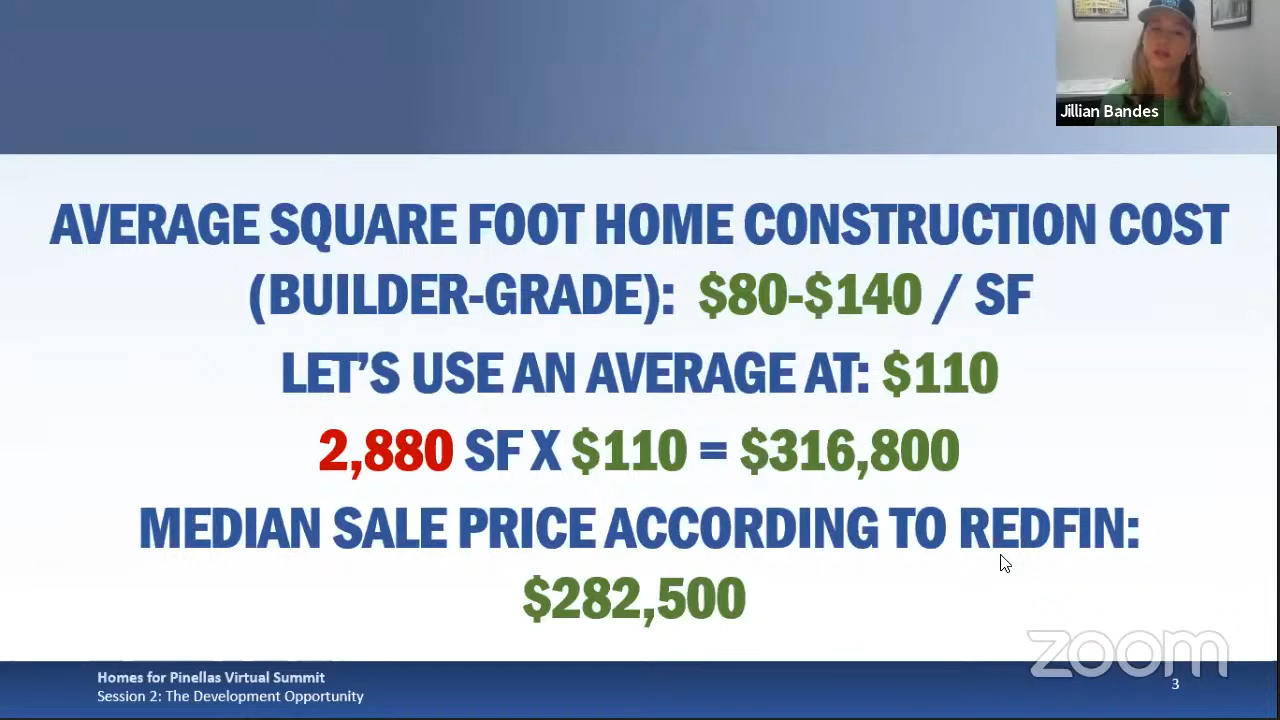 Jillian Bandes
AVERAGE SQUARE FOOT HOME CONSTRUCTION COST
(BUILDER-GRADE): $80-$140 / SF
LET'S USE AN AVERAGE AT: $110
2,880 SF X $110 = $316,800
MEDIAN SALE PRICE ACCORDING TO REDFIN:
$282,500
zoom
Homes for Pinellas Virtual Summit
Session 2: The Development Opportunity
3